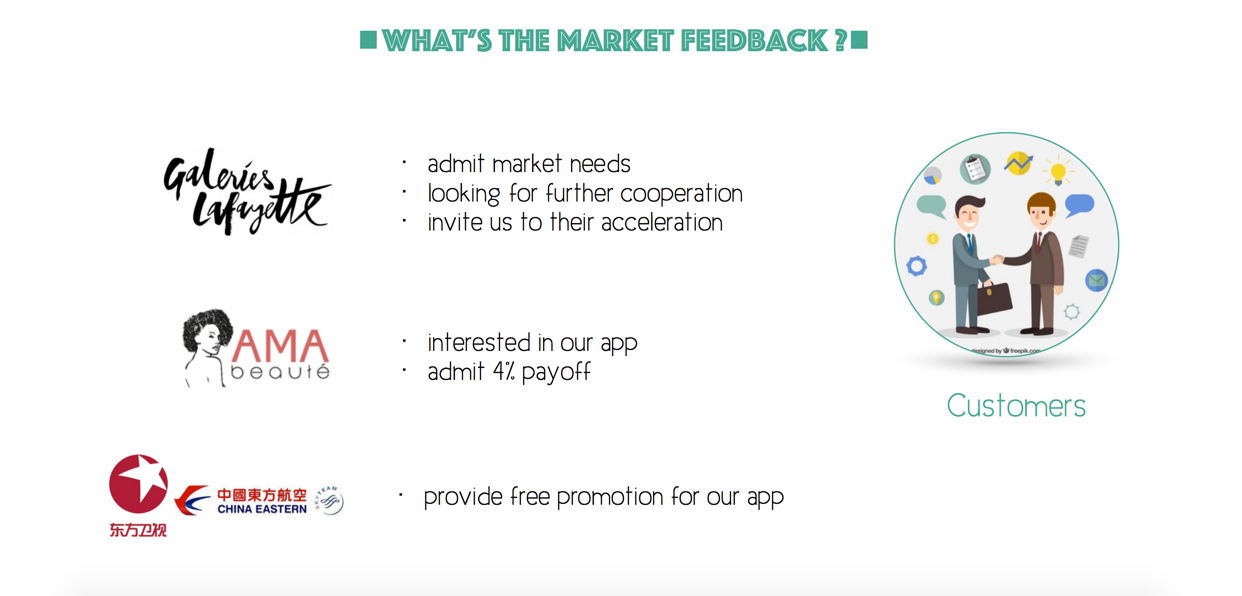 WHAT'S THE MARKET FEEDBACK ?
Galeries
Lafayette
· admit market needs
· looking for further cooperation
· invite us to their acceleration
AMA
beauté
· interested in our app
· admit 4% payoff
designed by freepik.com
Customers
东方卫视
中國東方航空
CHINA EASTERN
SKYTEAM
· provide free promotion for our app